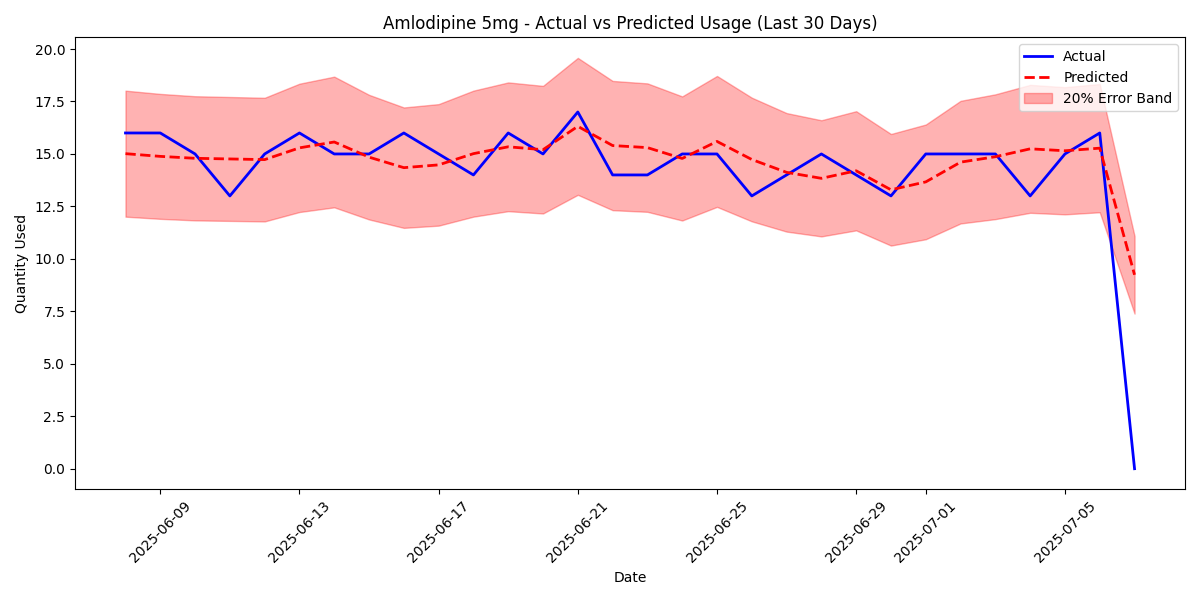 Amlodipine 5mg - Actual vs Predicted Usage (Last 30 Days)
Actual
Predicted
20% Error Band
Quantity Used
20.0
17.5
15.0
12.5
10.0
7.5
5.0
2.5
0.0
2025-06-09
2025-06-13
2025-06-17
2025-06-21
2025-06-25
2025-06-29
2025-07-01
2025-07-05
Date